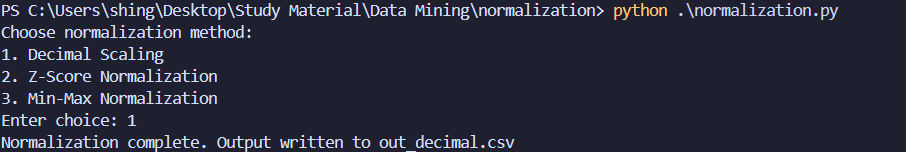 PS C:\Users\shing\Desktop\Study Material\Data Mining\normalization> python .\normalization.py
Choose normalization method:
1. Decimal Scaling
2. Z-Score Normalization
3. Min-Max Normalization
Enter choice: 1
Normalization complete. Output written to out_decimal.csv